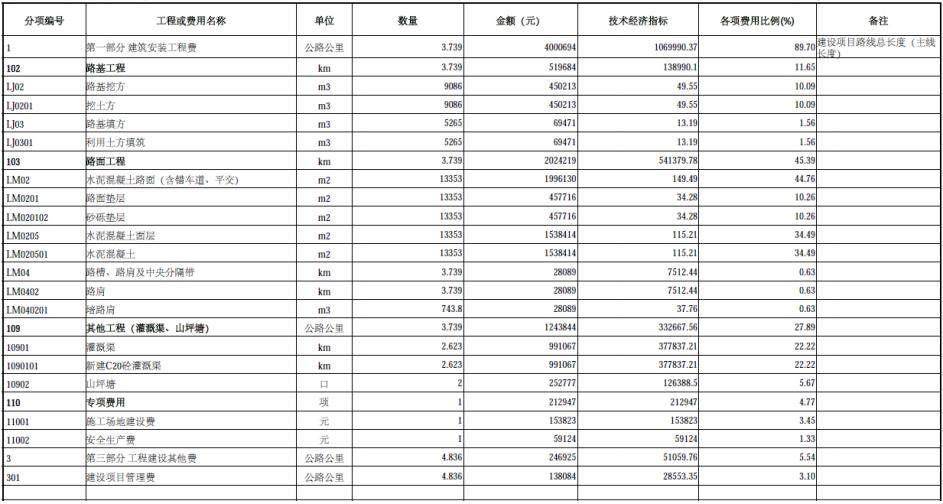 分项编号 工程或费用名称 单位 数量 金额（元） 技术经济指标 各项费用比例(%) 备注
1 第一部分 建筑安装工程费 公路公里 3.739 4000694 1069990.37 89.70 建设项目路线总长度（主线长度）
102 路基工程 km 3.739 519684 138990.1 11.65
LJ02 路基挖方 m3 9086 450213 49.55 10.09
LJ0201 挖土方 m3 9086 450213 49.55 10.09
LJ03 路基填方 m3 5265 69471 13.19 1.56
LJ0301 利用土方填筑 m3 5265 69471 13.19 1.56
103 路面工程 km 3.739 2024219 541379.78 45.39
LM02 水泥混凝土路面（含错车道、平交） m2 13353 1996130 149.49 44.76
LM0201 路面垫层 m2 13353 457716 34.28 10.26
LM020102 砂砾垫层 m2 13353 457716 34.28 10.26
LM0205 水泥混凝土面层 m2 13353 1538414 115.21 34.49
LM020501 水泥混凝土 m2 13353 1538414 115.21 34.49
LM04 路槽、路肩及中央分隔带 km 3.739 28089 7512.44 0.63
LM0402 路肩 km 3.739 28089 7512.44 0.63
LM040201 培路肩 m3 743.8 28089 37.76 0.63
109 其他工程（灌溉渠、山坪塘） 公路公里 3.739 1243844 332667.56 27.89
10901 灌溉渠 km 2.623 991067 377837.21 22.22
1090101 新建C20砼灌溉渠 km 2.623 991067 377837.21 22.22
10902 山坪塘 口 2 252777 126388.5 5.67
110 专项费用 项 1 212947 212947 4.77
11001 施工场地建设费 元 1 153823 153823 3.45
11002 安全生产费 元 1 59124 59124 1.33
3 第三部分 工程建设其他费 公路公里 4.836 246925 51059.76 5.54
301 建设项目管理费 公路公里 4.836 138084 28553.35 3.10